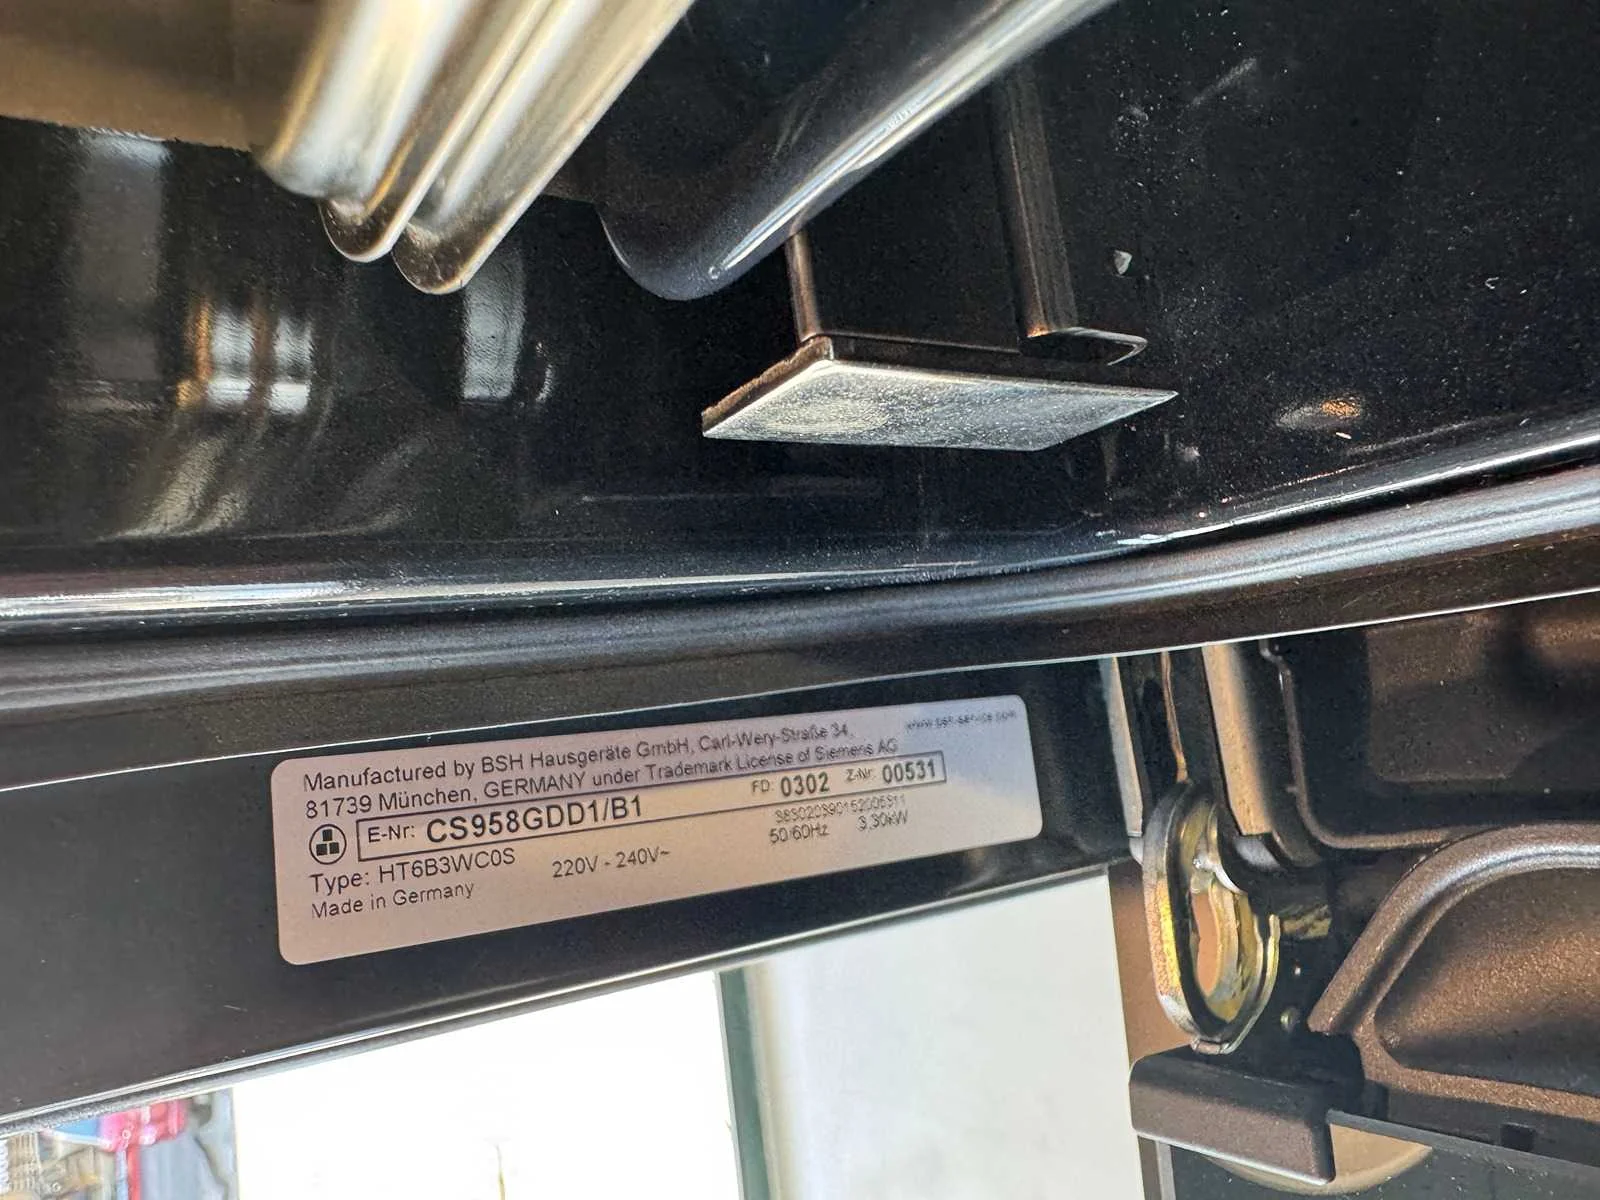 Manufactured by BSH Hausgeräte GmbH, Carl-Wery-Straße 34,
81739 München, GERMANY under Trademark License of Siemens AG
www.bsh-service.com
E-Nr: CS958GDD1/B1
FD: 0302 Z-Nr: 00531
Type: HT6B3WC0S
220V - 240V~
50/60Hz 3,30kW
Made in Germany